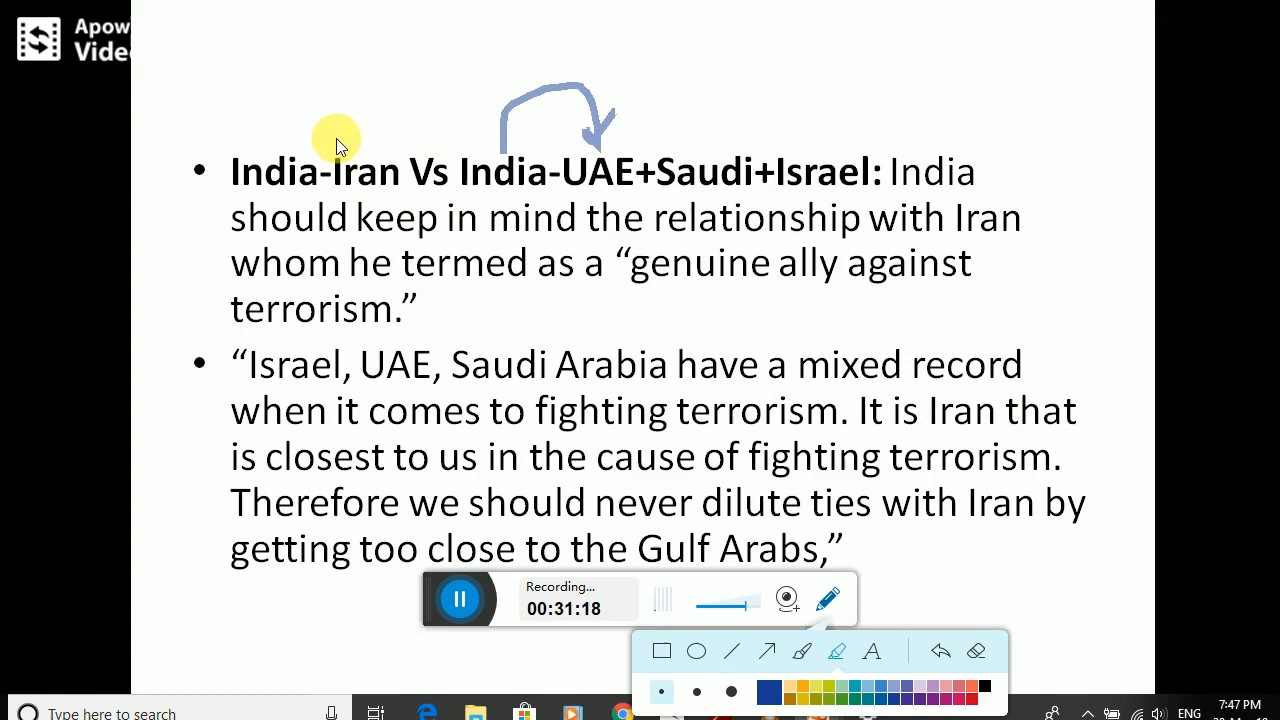 Apow
Vide
• India-Iran Vs India-UAE+Saudi+Israel: India
should keep in mind the relationship with Iran
whom he termed as a “genuine ally against
terrorism.”
• “Israel, UAE, Saudi Arabia have a mixed record
when it comes to fighting terrorism. It is Iran that
is closest to us in the cause of fighting terrorism.
Therefore we should never dilute ties with Iran by
getting too close to the Gulf Arabs,”
Recording...
00:31:18
A
Type here to search
ENG
7:47 PM